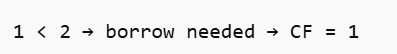 1 < 2 → borrow needed → CF = 1